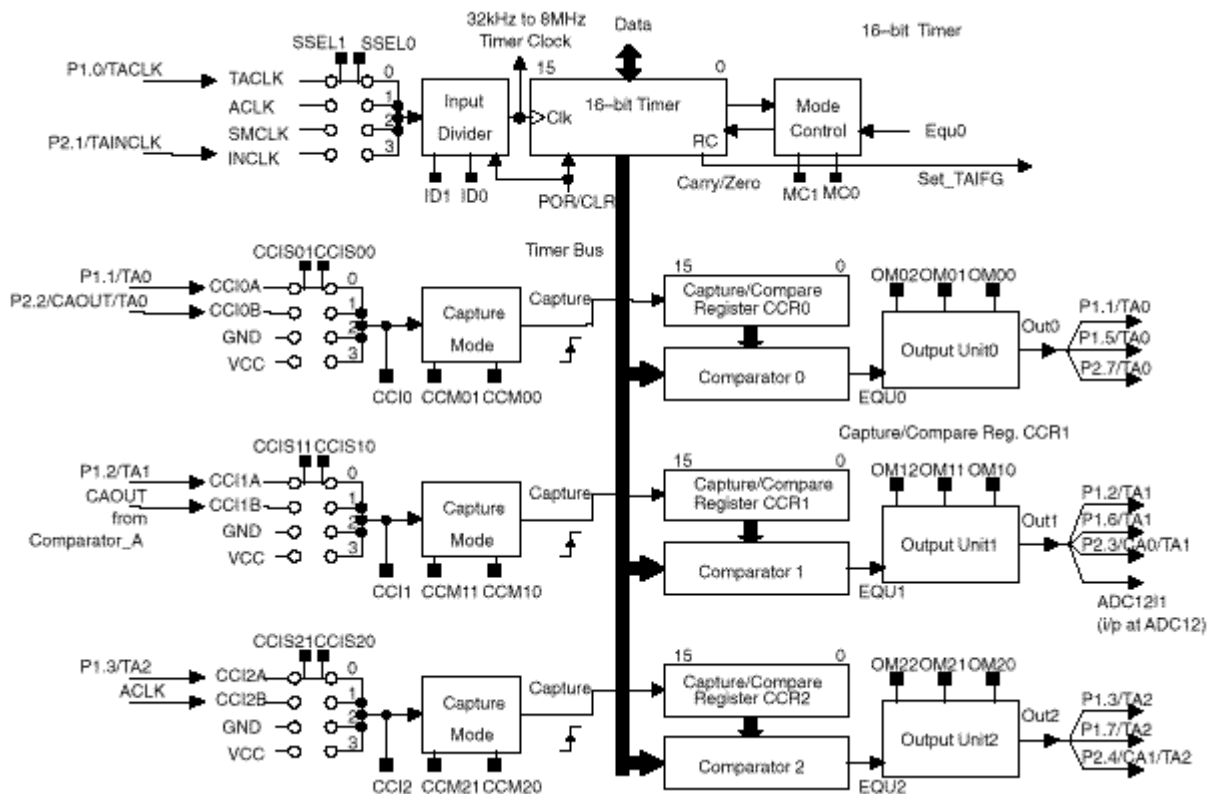 32kHz to 8MHz
Timer Clock
Data
16–bit Timer
SSEL1 SSEL0
15 0
P1.0/TACLK
TACLK
0
ACLK
1
SMCLK
2
P2.1/TAINCLK
INCLK
3
Input
Divider
Clk
16–bit Timer
RC
Mode
Control
Equ0
ID1 ID0
POR/CLR
Carry/Zero
MC1 MC0
Set_TAIFG
Timer Bus
CCIS01 CCIS00
P1.1/TA0
CCI0A
0
P2.2/CAOUT/TA0
CCI0B
1
GND
2
VCC
3
Capture
Mode
Capture
CCI0 CCM01 CCM00
15 0
Capture/Compare
Register CCR0
Comparator 0
EQU0
OM02 OM01 OM00
Output Unit0
Out0
P1.1/TA0
P1.5/TA0
P2.7/TA0
Capture/Compare Reg. CCR1
CCIS11 CCIS10
P1.2/TA1
CCI1A
0
CAOUT
from
Comparator_A
CCI1B
1
GND
2
VCC
3
Capture
Mode
Capture
CCI1 CCM11 CCM10
15 0
Capture/Compare
Register CCR1
Comparator 1
EQU1
OM12 OM11 OM10
Output Unit1
Out1
P1.2/TA1
P1.6/TA1
P2.3/CA0/TA1
ADC12I1
(i/p at ADC12)
CCIS21 CCIS20
P1.3/TA2
CCI2A
0
ACLK
CCI2B
1
GND
2
VCC
3
Capture
Mode
Capture
CCI2 CCM21 CCM20
15 0
Capture/Compare
Register CCR2
Comparator 2
EQU2
OM22 OM21 OM20
Output Unit2
Out2
P1.3/TA2
P1.7/TA2
P2.4/CA1/TA2